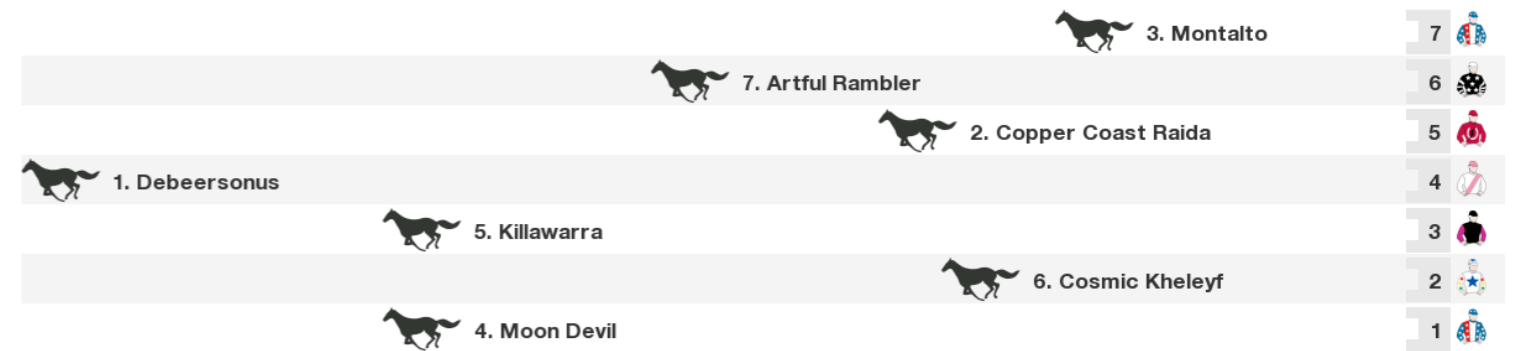 3. Montalto 7
7. Artful Rambler 6
2. Copper Coast Raida 5
1. Debeersonus 4
5. Killawarra 3
6. Cosmic Kheleyf 2
4. Moon Devil 1